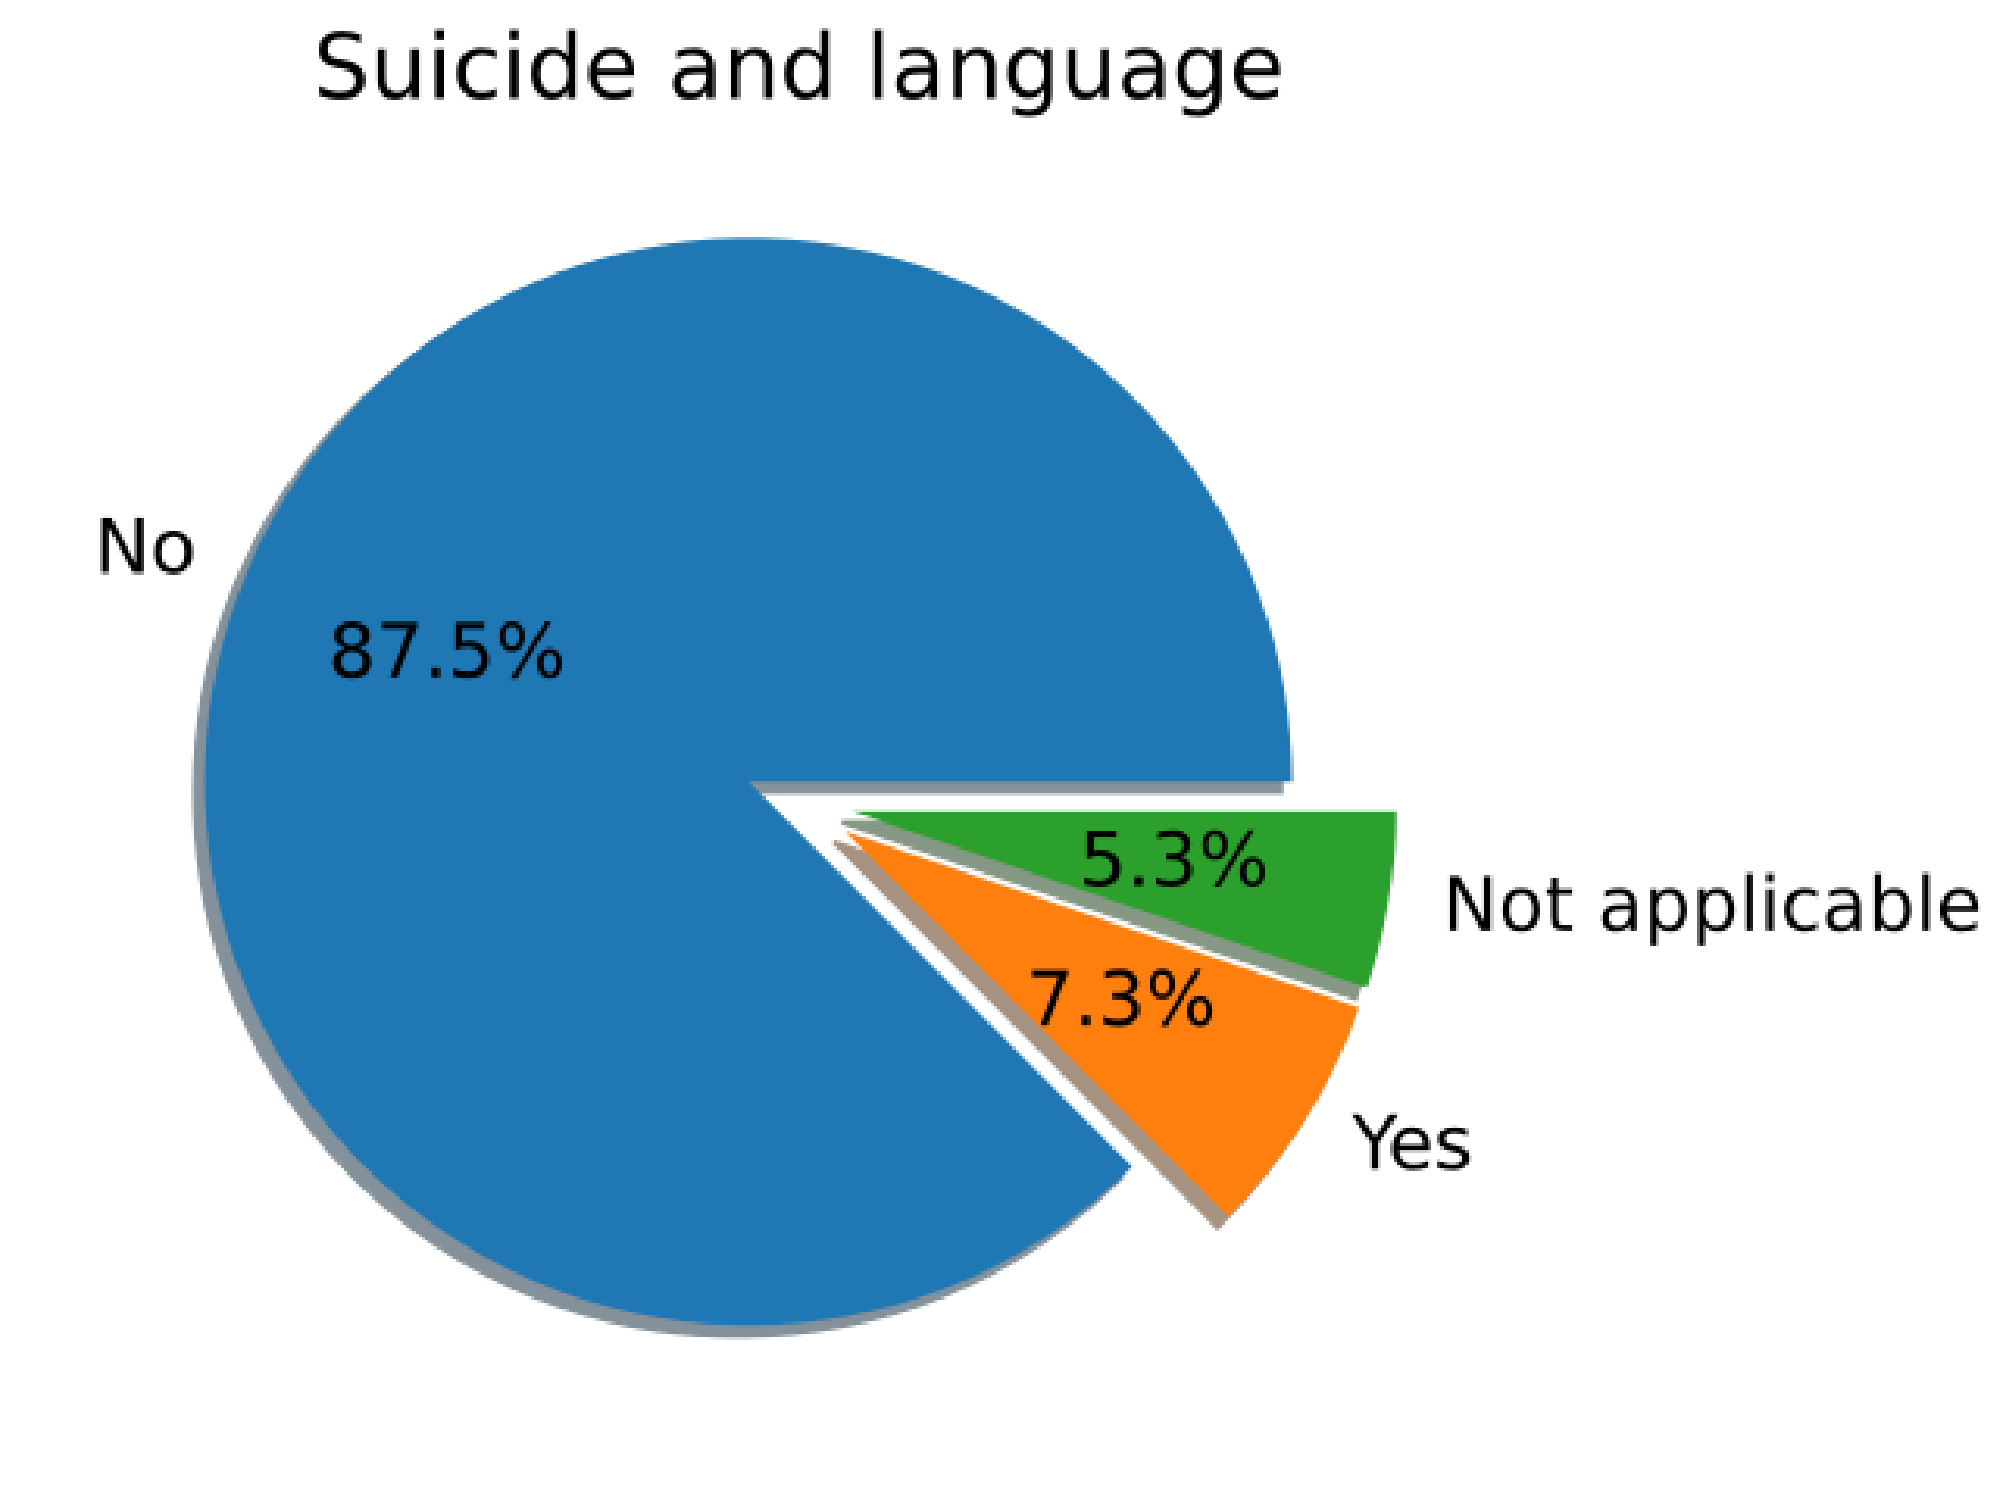 Suicide and language
No
87.5%
5.3%
Not applicable
7.3%
Yes